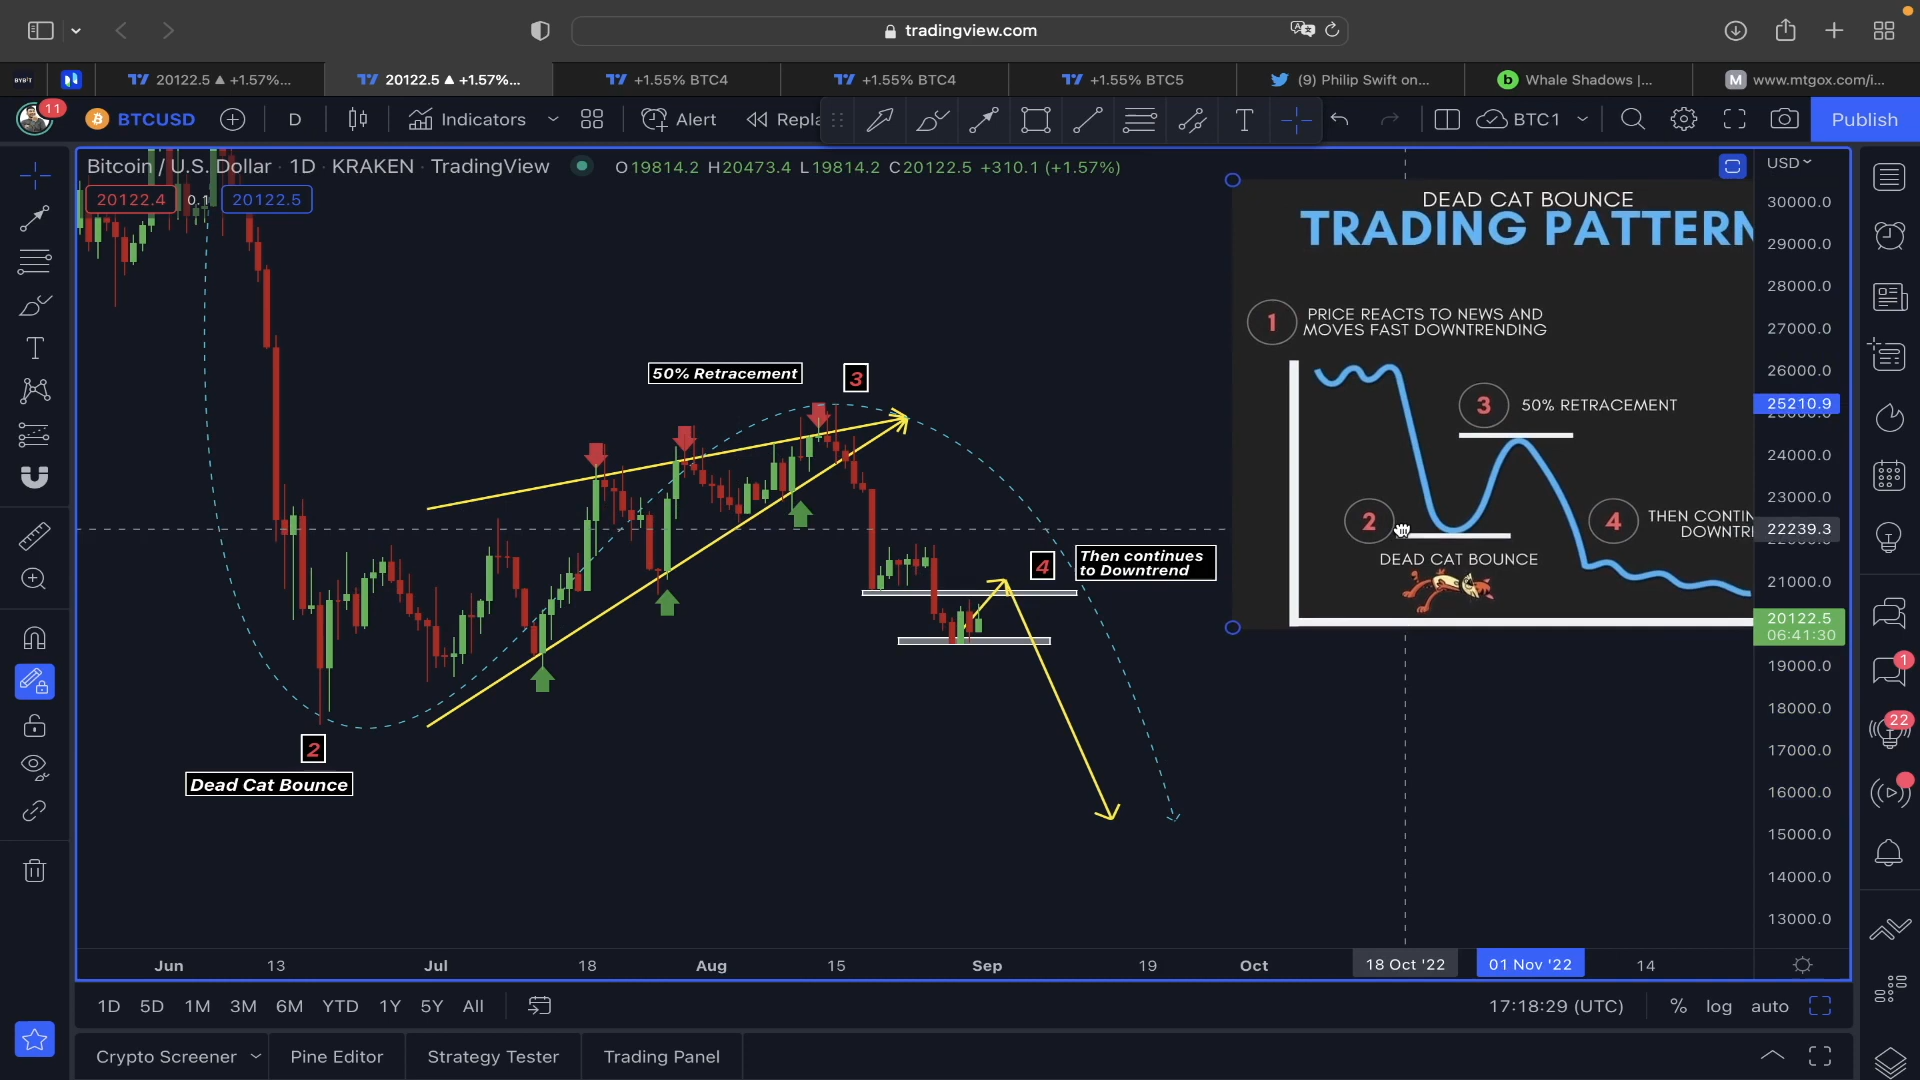 tradingview.com
BYBIT
20122.5 ▲ +1.57%...
20122.5 ▲ +1.57%...
+1.55% BTC4
+1.55% BTC4
+1.55% BTC5
(9) Philip Swift on...
Whale Shadows |...
M www.mtgox.com/i...
11
BTCUSD
D
Indicators
Alert
Repla
BTC1
Publish
Bitcoin / U.S. Dollar · 1D · KRAKEN · TradingView
O19814.2 H20473.4 L19814.2 C20122.5 +310.1 (+1.57%)
20122.4
0.1
20122.5
USD
DEAD CAT BOUNCE
TRADING PATTERN
1
PRICE REACTS TO NEWS AND
MOVES FAST DOWNTRENDING
3
50% RETRACEMENT
2
DEAD CAT BOUNCE
4
THEN CONTIN
DOWNTR
50% Retracement
3
4
Then continues
to Downtrend
2
Dead Cat Bounce
30000.0
29000.0
28000.0
27000.0
26000.0
25210.9
24000.0
23000.0
22239.3
21000.0
20122.5
06:41:30
19000.0
18000.0
17000.0
16000.0
15000.0
14000.0
13000.0
1
22
Jun
13
Jul
18
Aug
15
Sep
19
Oct
18 Oct '22
01 Nov '22
14
1D 5D 1M 3M 6M YTD 1Y 5Y All
17:18:29 (UTC)
% log auto
Crypto Screener
Pine Editor
Strategy Tester
Trading Panel